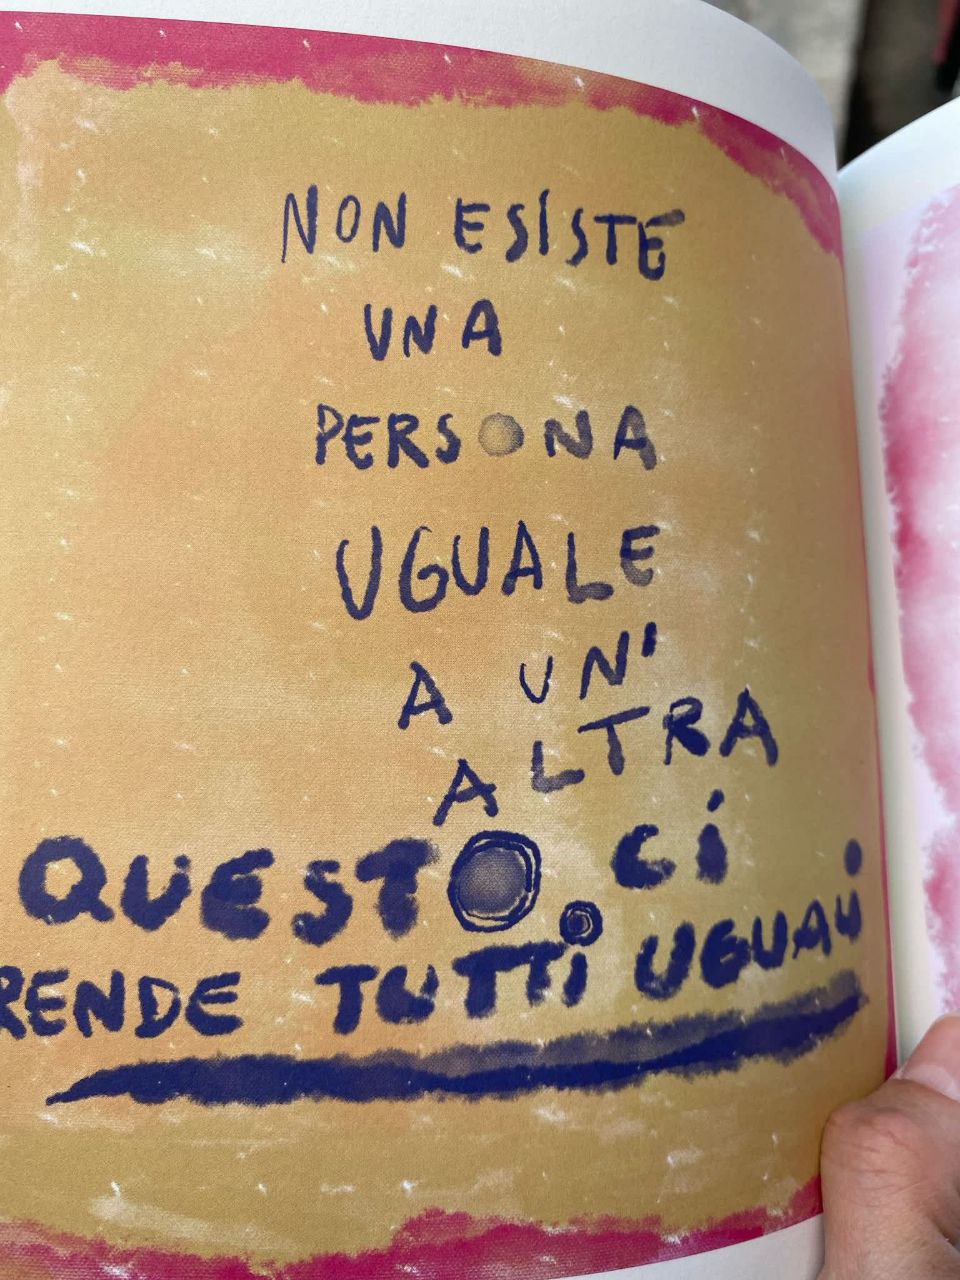 NON ESISTE
UNA
PERSONA
UGUALE
A UN'
ALTRA
QUESTO CI
RENDE TUTTI UGUALI